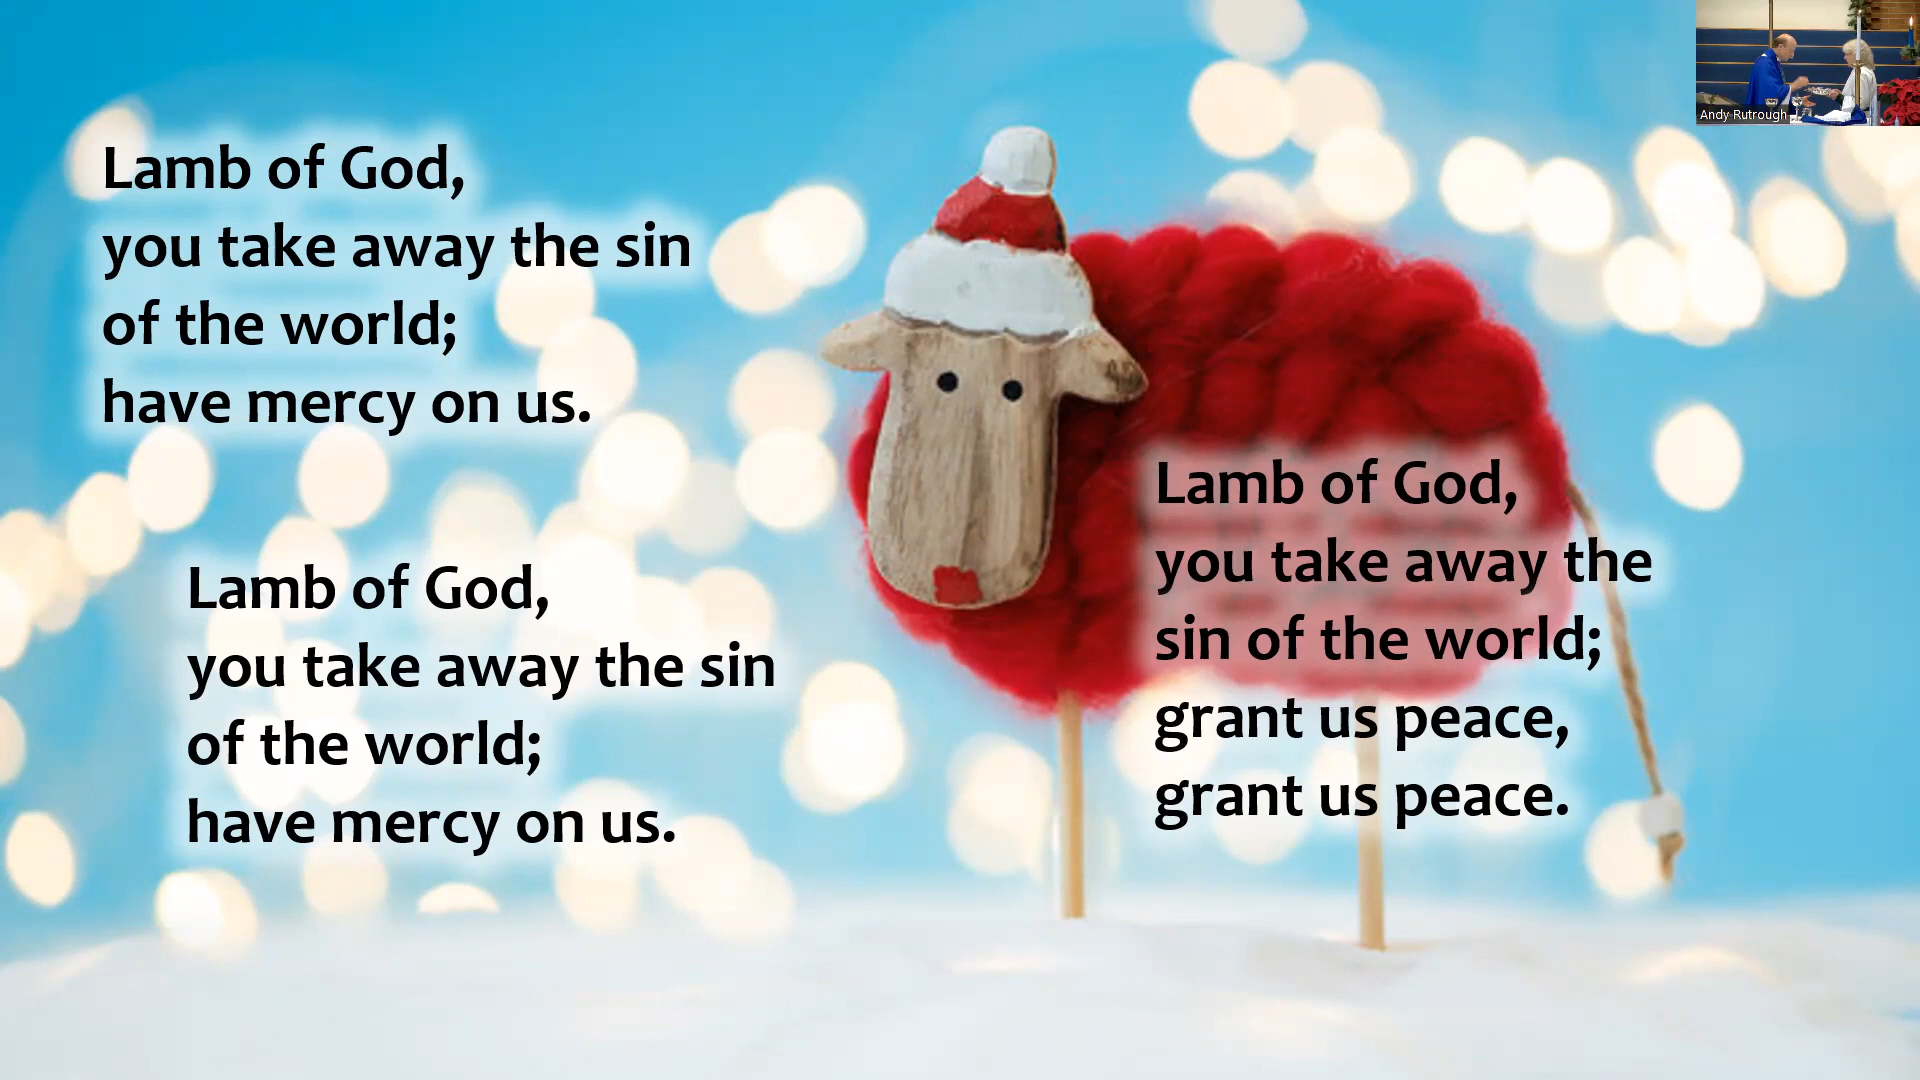 Lamb of God,
you take away the sin
of the world;
have mercy on us.
Lamb of God,
you take away the sin
of the world;
have mercy on us.
Lamb of God,
you take away the
sin of the world;
grant us peace,
grant us peace.
Andy Rutrough